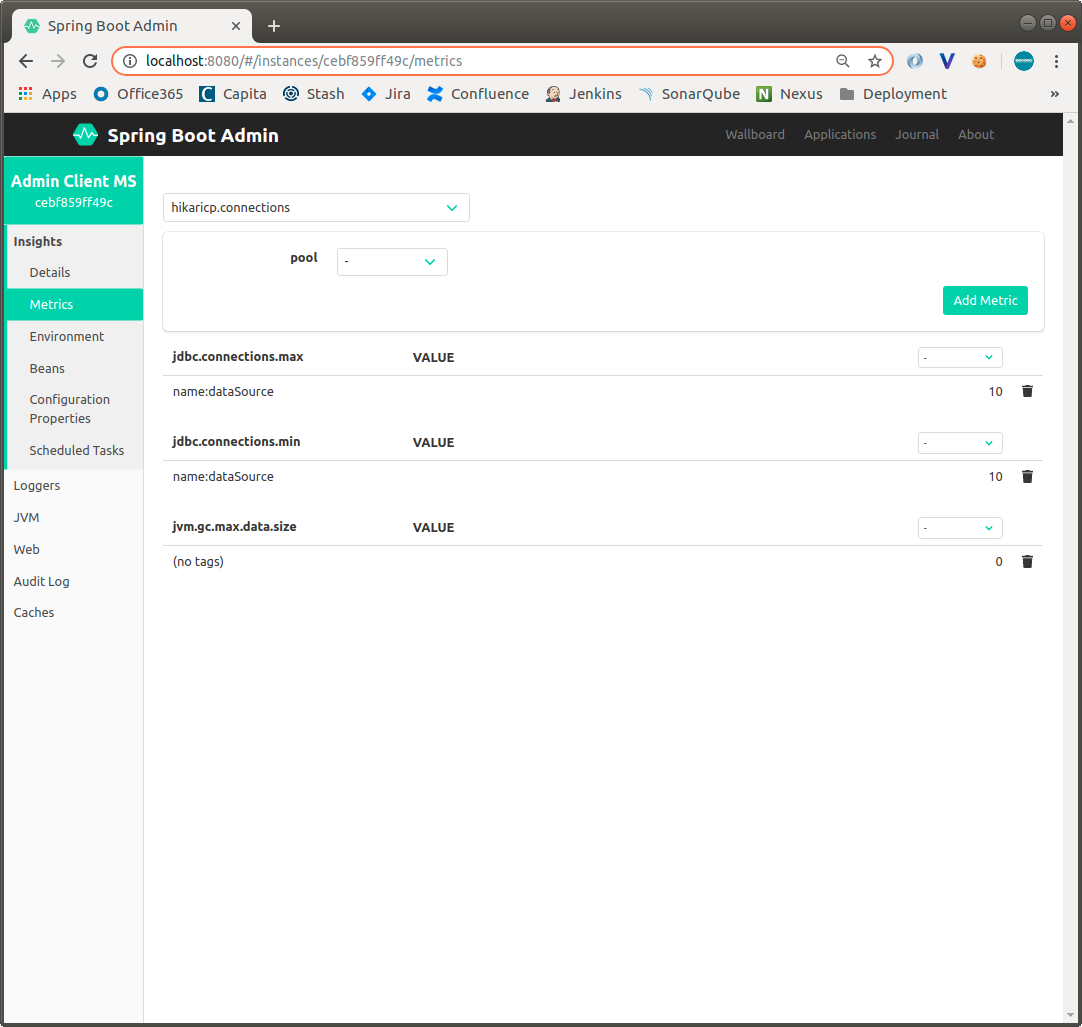 Spring Boot Admin
localhost:8080/#/instances/cebf859ff49c/metrics
Apps Office365 Capita Stash Jira Confluence Jenkins SonarQube Nexus Deployment »
Spring Boot Admin Wallboard Applications Journal About
Admin Client MS
cebf859ff49c
Insights
Details
Metrics
Environment
Beans
Configuration
Properties
Scheduled Tasks
Loggers
JVM
Web
Audit Log
Caches
hikaricp.connections
pool -
Add Metric
jdbc.connections.max VALUE -
name:dataSource 10
jdbc.connections.min VALUE -
name:dataSource 10
jvm.gc.max.data.size VALUE -
(no tags) 0